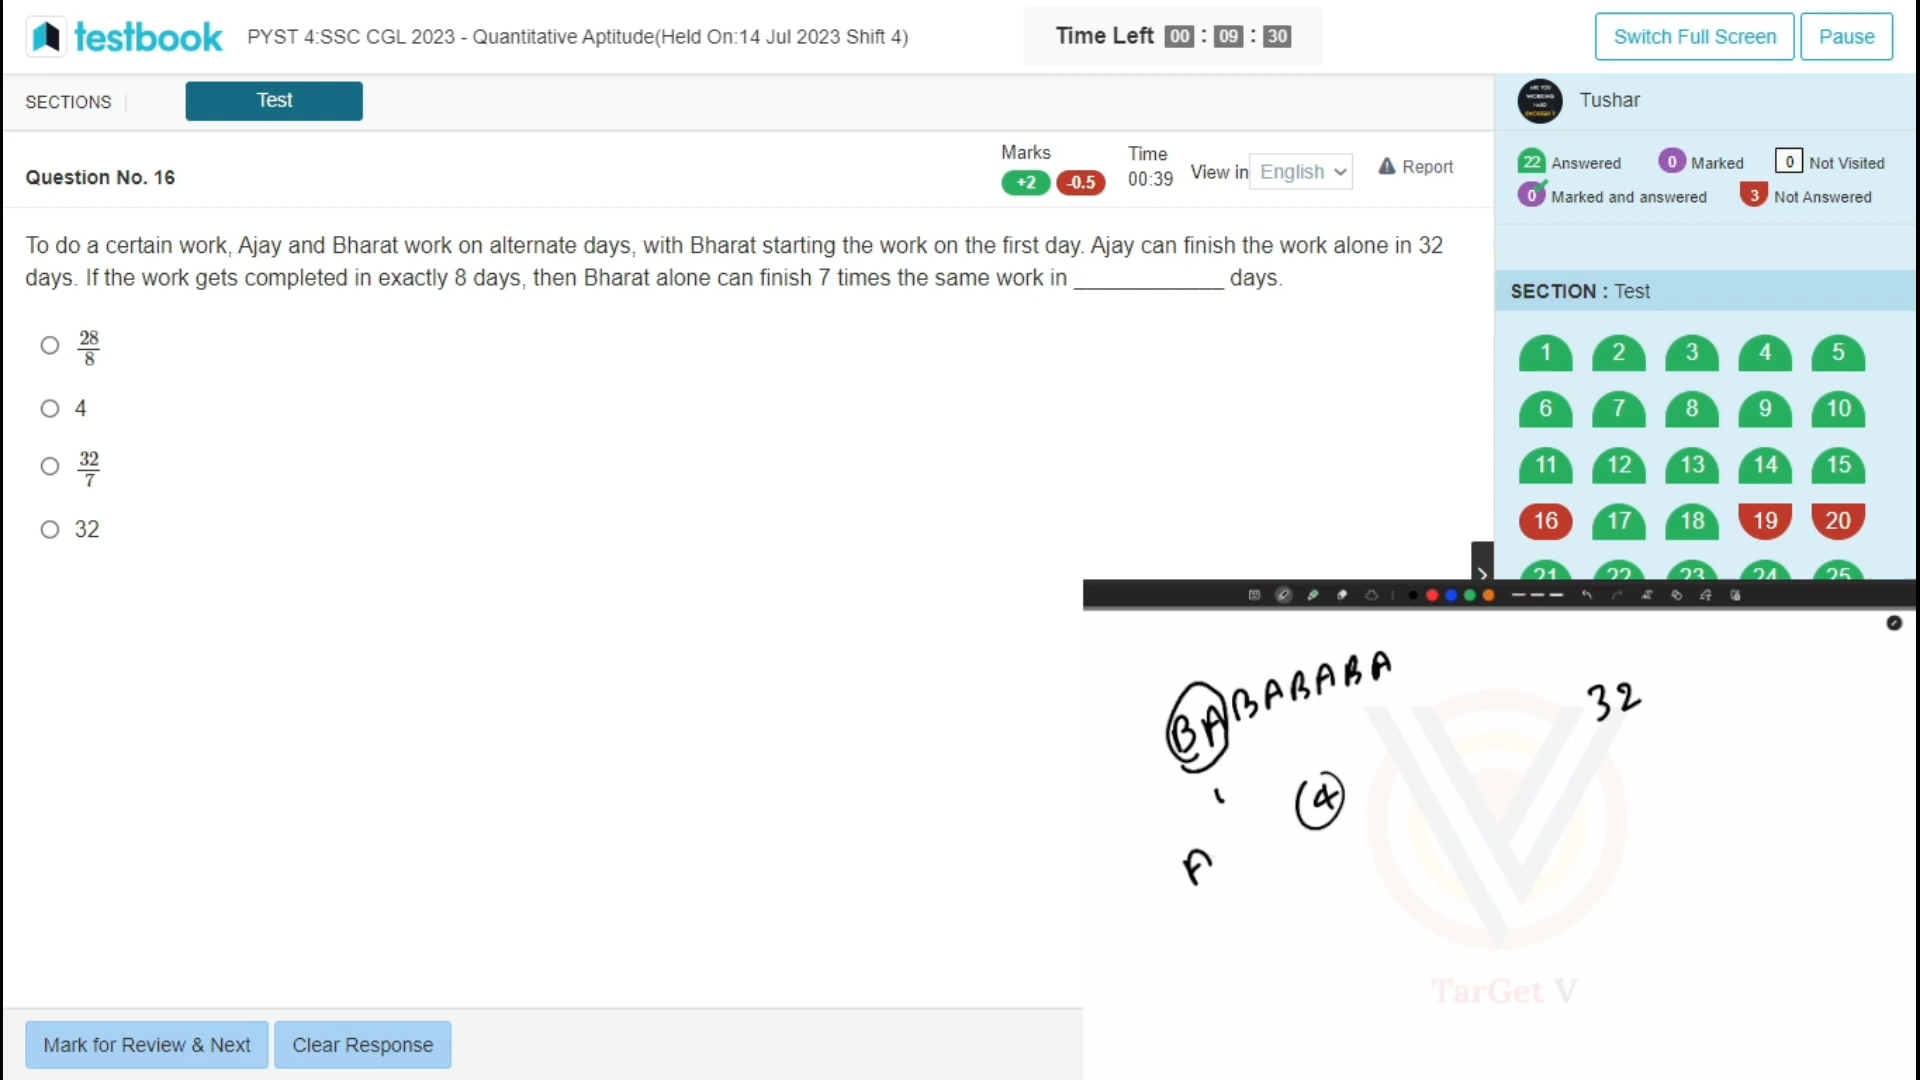 testbook
PYST 4:SSC CGL 2023 - Quantitative Aptitude(Held On:14 Jul 2023 Shift 4)
Time Left 00 : 09 : 30
Switch Full Screen
Pause
SECTIONS
Test
Tushar
Question No. 16
Marks
+2 -0.5
Time
00:39
View in English
Report
22 Answered
0 Marked
0 Not Visited
0 Marked and answered
3 Not Answered
To do a certain work, Ajay and Bharat work on alternate days, with Bharat starting the work on the first day. Ajay can finish the work alone in 32
days. If the work gets completed in exactly 8 days, then Bharat alone can finish 7 times the same work in ____________ days.
28/8
4
32/7
32
SECTION : Test
1 2 3 4 5
6 7 8 9 10
11 12 13 14 15
16 17 18 19 20
21 22 23 24 25
BABABABA
32
4
A
TarGet V
Mark for Review & Next
Clear Response